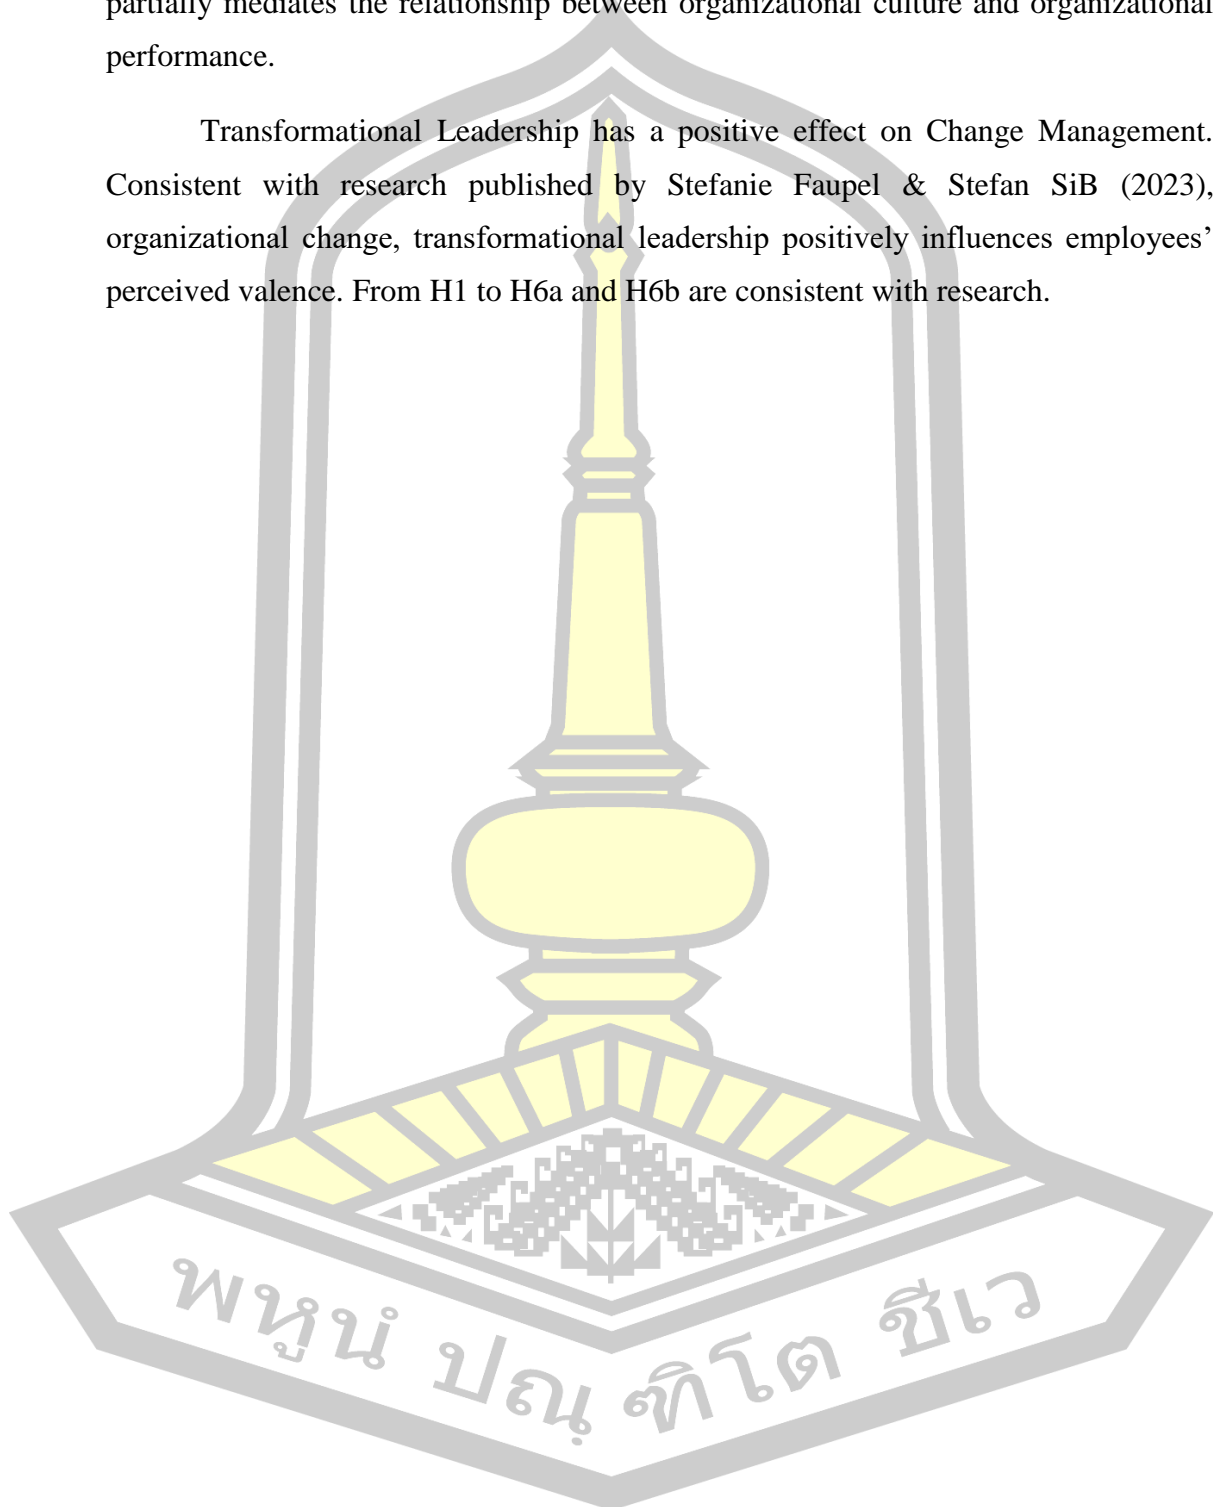 partially mediates the relationship between organizational culture and organizational
performance.
Transformational Leadership has a positive effect on Change Management.
Consistent with research published by Stefanie Faupel & Stefan SiB (2023),
organizational change, transformational leadership positively influences employees’
perceived valence. From H1 to H6a and H6b are consistent with research.
พหูนํ ปณฺฑิโต ชีเว